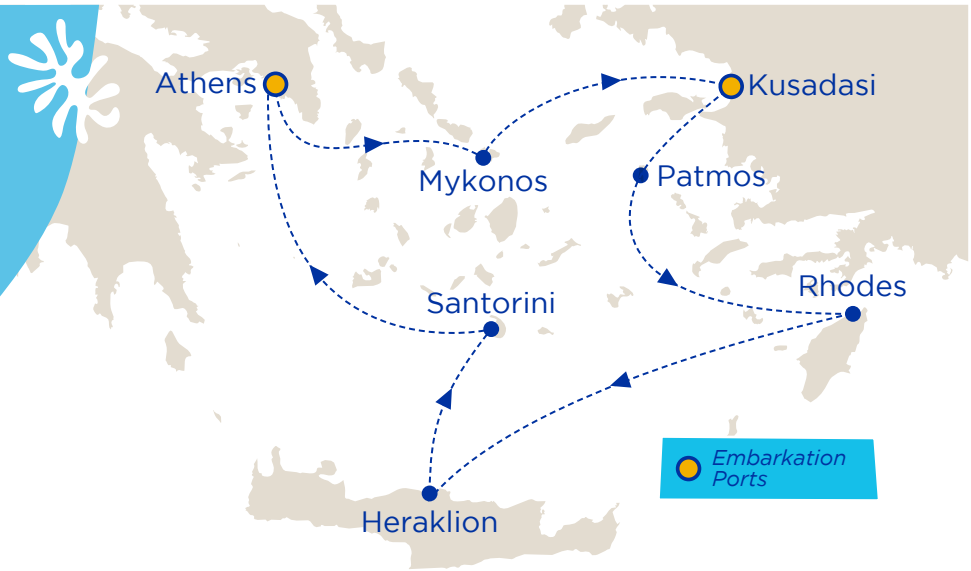 Athens
Kusadasi
Mykonos
Patmos
Santorini
Rhodes
Embarkation
Ports
Heraklion